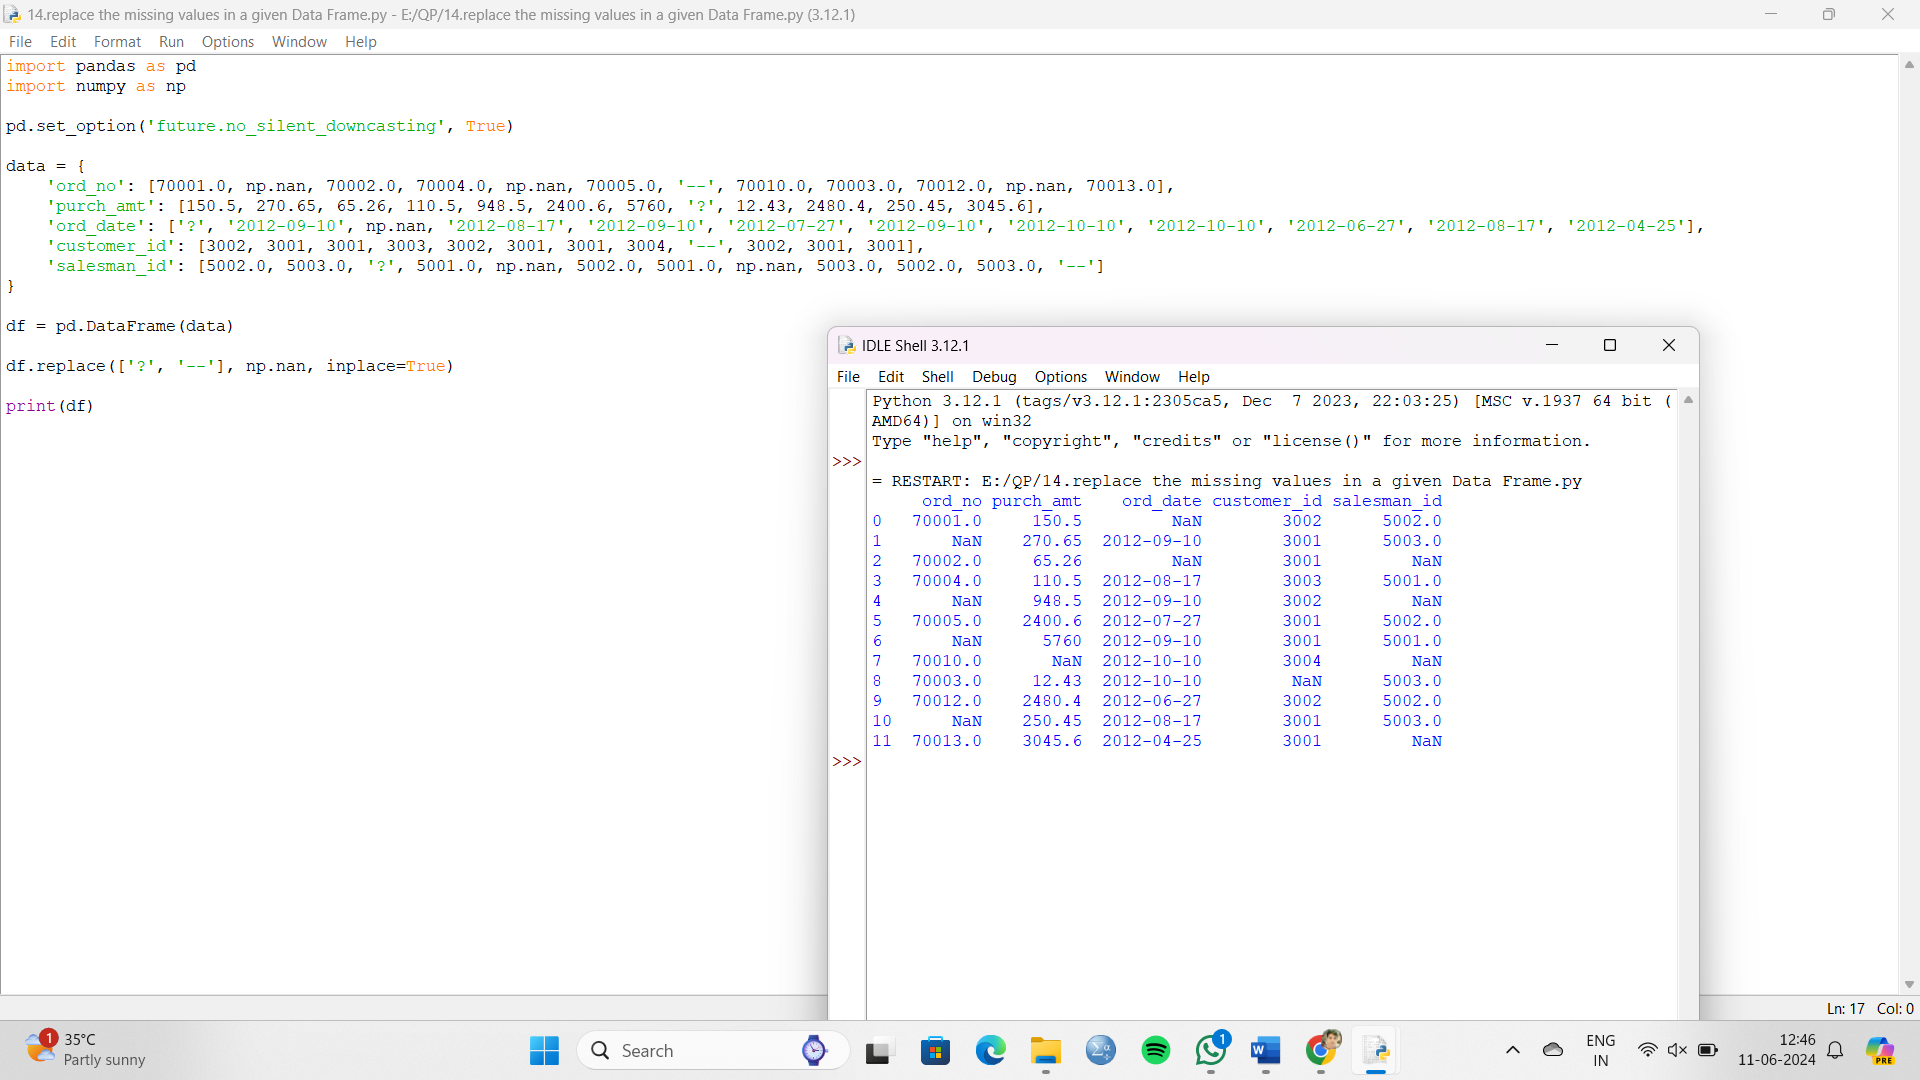 14.replace the missing values in a given Data Frame.py - E:/QP/14.replace the missing values in a given Data Frame.py (3.12.1)
File Edit Format Run Options Window Help
import pandas as pd
import numpy as np
pd.set_option('future.no_silent_downcasting', True)
data = {
    'ord_no': [70001.0, np.nan, 70002.0, 70004.0, np.nan, 70005.0, '--', 70010.0, 70003.0, 70012.0, np.nan, 70013.0],
    'purch_amt': [150.5, 270.65, 65.26, 110.5, 948.5, 2400.6, 5760, '?', 12.43, 2480.4, 250.45, 3045.6],
    'ord_date': ['?', '2012-09-10', np.nan, '2012-08-17', '2012-09-10', '2012-07-27', '2012-09-10', '2012-10-10', '2012-10-10', '2012-06-27', '2012-08-17', '2012-04-25'],
    'customer_id': [3002, 3001, 3001, 3003, 3002, 3001, 3001, 3004, '--', 3002, 3001, 3001],
    'salesman_id': [5002.0, 5003.0, '?', 5001.0, np.nan, 5002.0, 5001.0, np.nan, 5003.0, 5002.0, 5003.0, '--']
}
df = pd.DataFrame(data)
df.replace(['?', '--'], np.nan, inplace=True)
print(df)
IDLE Shell 3.12.1
File Edit Shell Debug Options Window Help
Python 3.12.1 (tags/v3.12.1:2305ca5, Dec  7 2023, 22:03:25) [MSC v.1937 64 bit (
AMD64)] on win32
Type "help", "copyright", "credits" or "license()" for more information.
>>>
= RESTART: E:/QP/14.replace the missing values in a given Data Frame.py
     ord_no purch_amt    ord_date customer_id salesman_id
0   70001.0     150.5         NaN        3002      5002.0
1       NaN    270.65  2012-09-10        3001      5003.0
2   70002.0     65.26         NaN        3001         NaN
3   70004.0     110.5  2012-08-17        3003      5001.0
4       NaN     948.5  2012-09-10        3002         NaN
5   70005.0    2400.6  2012-07-27        3001      5002.0
6       NaN      5760  2012-09-10        3001      5001.0
7   70010.0       NaN  2012-10-10        3004         NaN
8   70003.0     12.43  2012-10-10         NaN      5003.0
9   70012.0    2480.4  2012-06-27        3002      5002.0
10      NaN    250.45  2012-08-17        3001      5003.0
11  70013.0    3045.6  2012-04-25        3001         NaN
>>>
Ln: 17 Col: 0
1
35°C
Partly sunny
Search
1
W
ENG
IN
12:46
11-06-2024
PRE